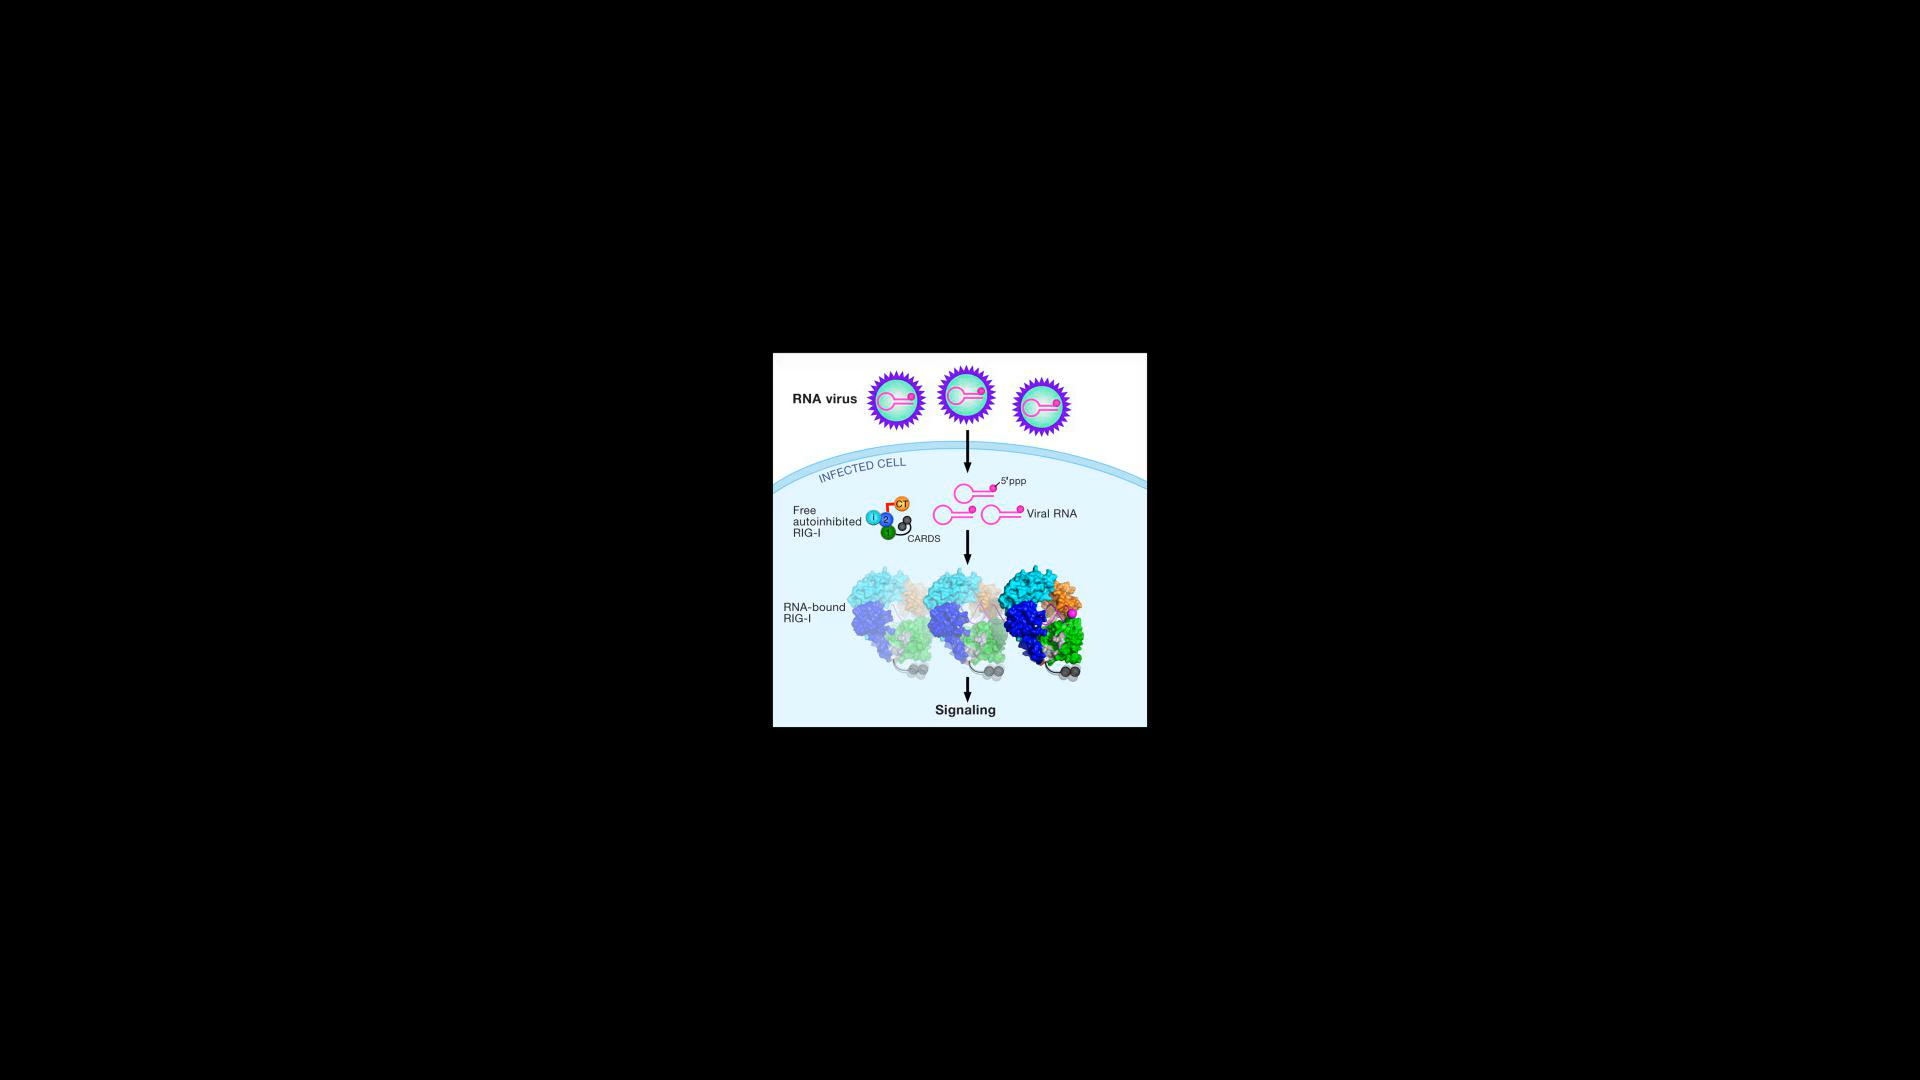 RNA virus
INFECTED CELL
5'ppp
CT
i
2
1
Free
autoinhibited
RIG-I
Viral RNA
CARDS
RNA-bound
RIG-I
Signaling